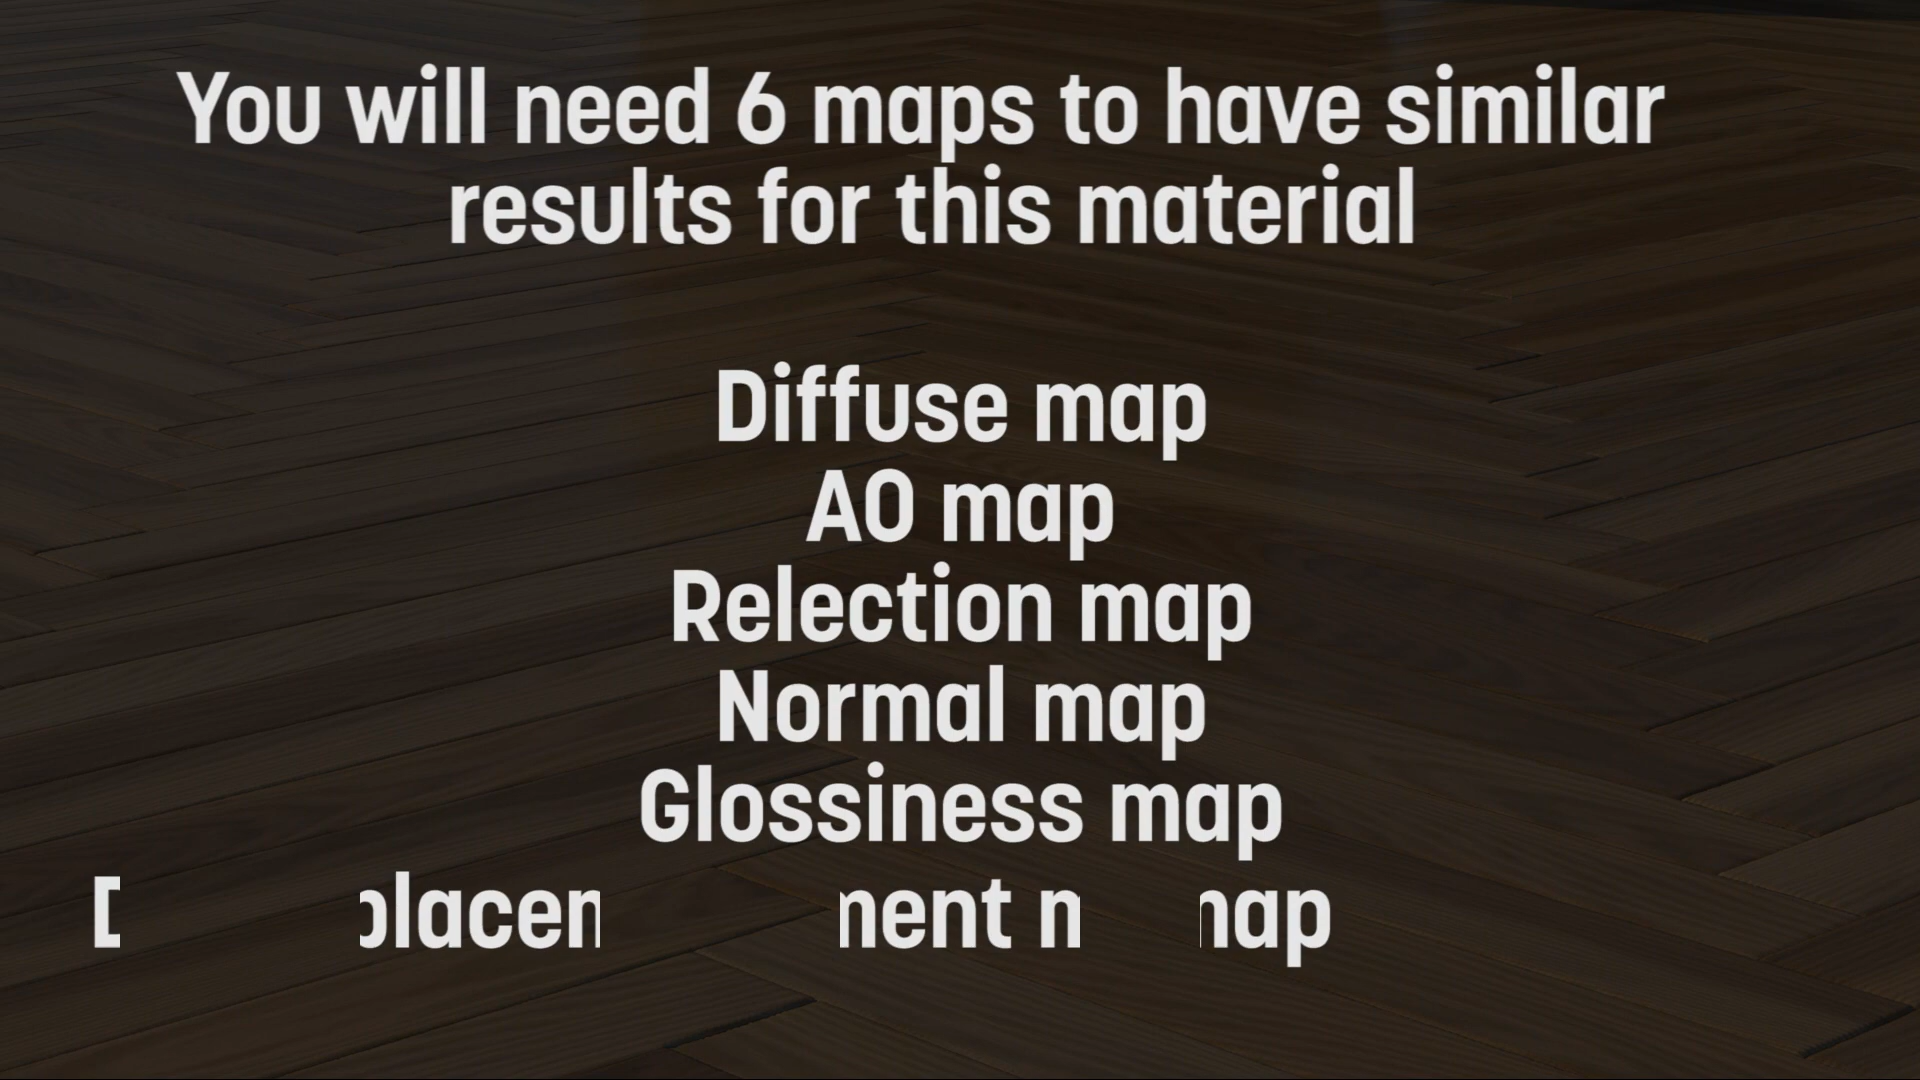 You will need 6 maps to have similar
results for this material
Diffuse map
AO map
Relection map
Normal map
Glossiness map
map